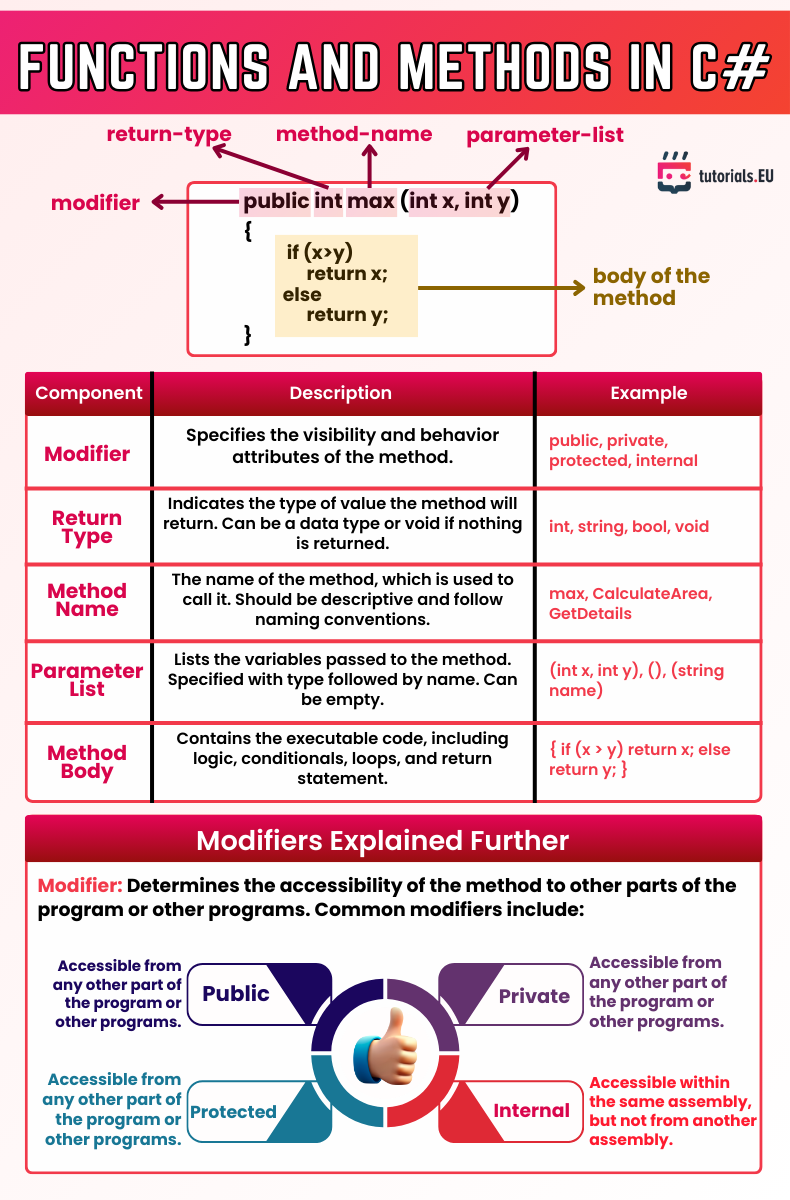 FUNCTIONS AND METHODS IN C#
return-type method-name parameter-list
tutorials.EU
modifier
public int max (int x, int y)
{
if (x>y)
return x;
else
return y;
}
body of the
method
Component Description Example
Modifier
Specifies the visibility and behavior
attributes of the method.
public, private,
protected, internal
Return
Type
Indicates the type of value the method will
return. Can be a data type or void if nothing
is returned.
int, string, bool, void
Method
Name
The name of the method, which is used to
call it. Should be descriptive and follow
naming conventions.
max, CalculateArea,
GetDetails
Parameter
List
Lists the variables passed to the method.
Specified with type followed by name. Can
be empty.
(int x, int y), (), (string
name)
Method
Body
Contains the executable code, including
logic, conditionals, loops, and return
statement.
{ if (x > y) return x; else
return y; }
Modifiers Explained Further
Modifier: Determines the accessibility of the method to other parts of the
program or other programs. Common modifiers include:
Accessible from
any other part of
the program or
other programs.
Public
Private
Accessible from
any other part of
the program or
other programs.
Accessible from
any other part of
the program or
other programs.
Protected
Internal
Accessible within
the same assembly,
but not from another
assembly.